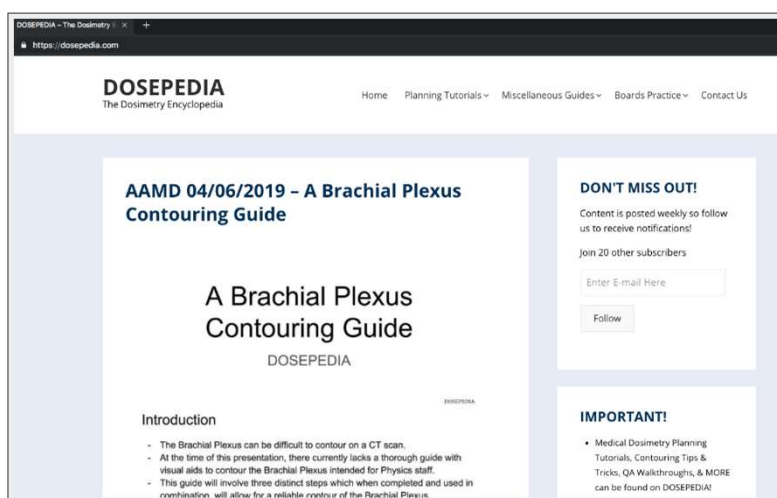 DOSEPEDIA – The Dosimetry
https://dosepedia.com
DOSEPEDIA
The Dosimetry Encyclopedia
Home Planning Tutorials Miscellaneous Guides Boards Practice Contact Us
AAMD 04/06/2019 – A Brachial Plexus
Contouring Guide
A Brachial Plexus
Contouring Guide
DOSEPEDIA
DOSEPEDIA
Introduction
- The Brachial Plexus can be difficult to contour on a CT scan.
- At the time of this presentation, there currently lacks a thorough guide with
visual aids to contour the Brachial Plexus intended for Physics staff.
- This guide will involve three distinct steps which when completed and used in
combination, will allow for a reliable contour of the Brachial Plexus.
DON'T MISS OUT!
Content is posted weekly so follow
us to receive notifications!
Join 20 other subscribers
Enter E-mail Here
Follow
IMPORTANT!
• Medical Dosimetry Planning
Tutorials, Contouring Tips &
Tricks, QA Walkthroughs, & MORE
can be found on DOSEPEDIA!